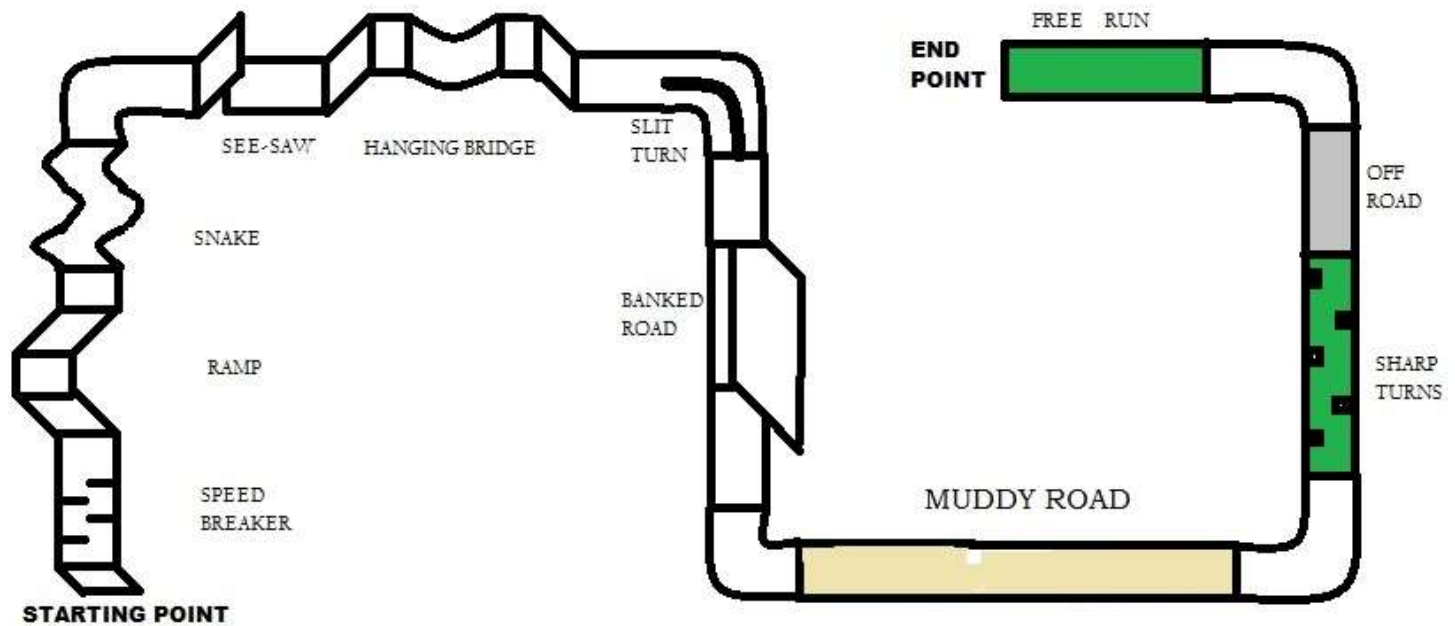 FREE RUN
END
POINT
SLIT
TURN
SEE-SAW
HANGING BRIDGE
OFF
ROAD
SNAKE
BANKED
ROAD
RAMP
SHARP
TURNS
SPEED
BREAKER
MUDDY ROAD
STARTING POINT